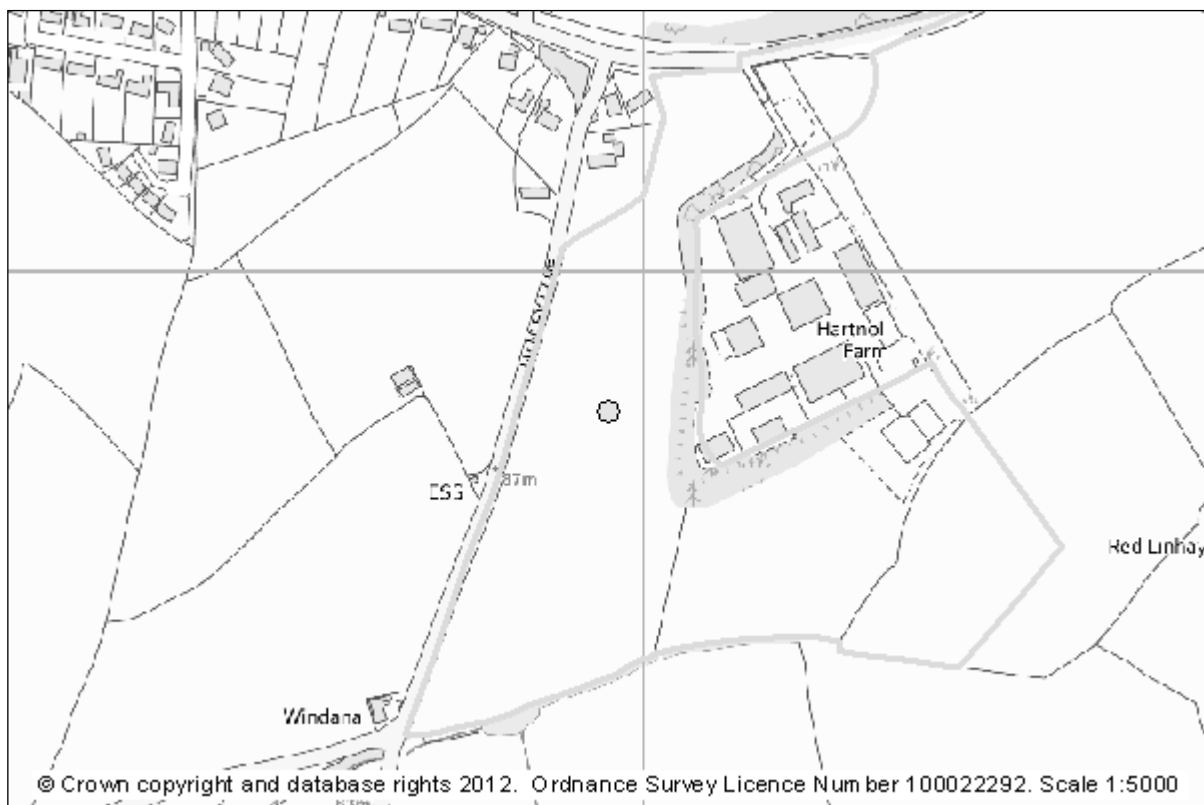 Hartnol
Farm
ESS
87m
Red Linhay
Windana
© Crown copyright and database rights 2012. Ordnance Survey Licence Number 100022292. Scale 1:5000